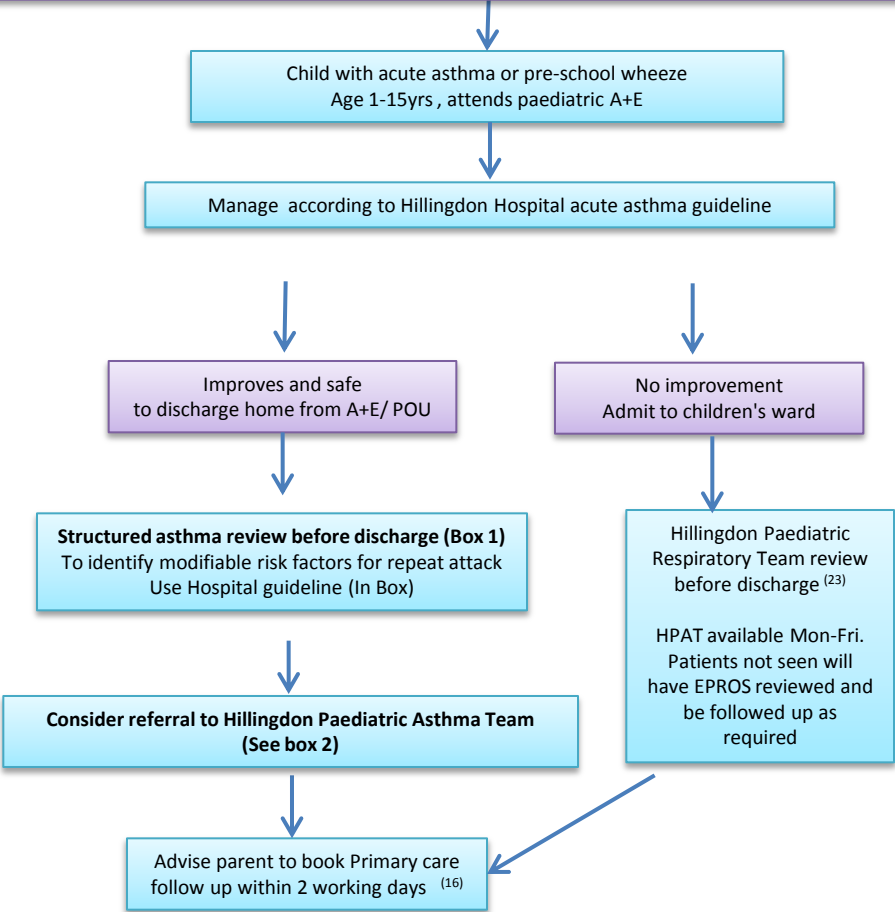 Child with acute asthma or pre-school wheeze
Age 1-15yrs , attends paediatric A+E
Manage according to Hillingdon Hospital acute asthma guideline
Improves and safe
to discharge home from A+E/ POU
No improvement
Admit to children's ward
Structured asthma review before discharge (Box 1)
To identify modifiable risk factors for repeat attack
Use Hospital guideline (In Box)
Hillingdon Paediatric
Respiratory Team review
before discharge (23)
HPAT available Mon-Fri.
Patients not seen will
have EPROS reviewed and
be followed up as
required
Consider referral to Hillingdon Paediatric Asthma Team
(See box 2)
Advise parent to book Primary care
follow up within 2 working days (16)